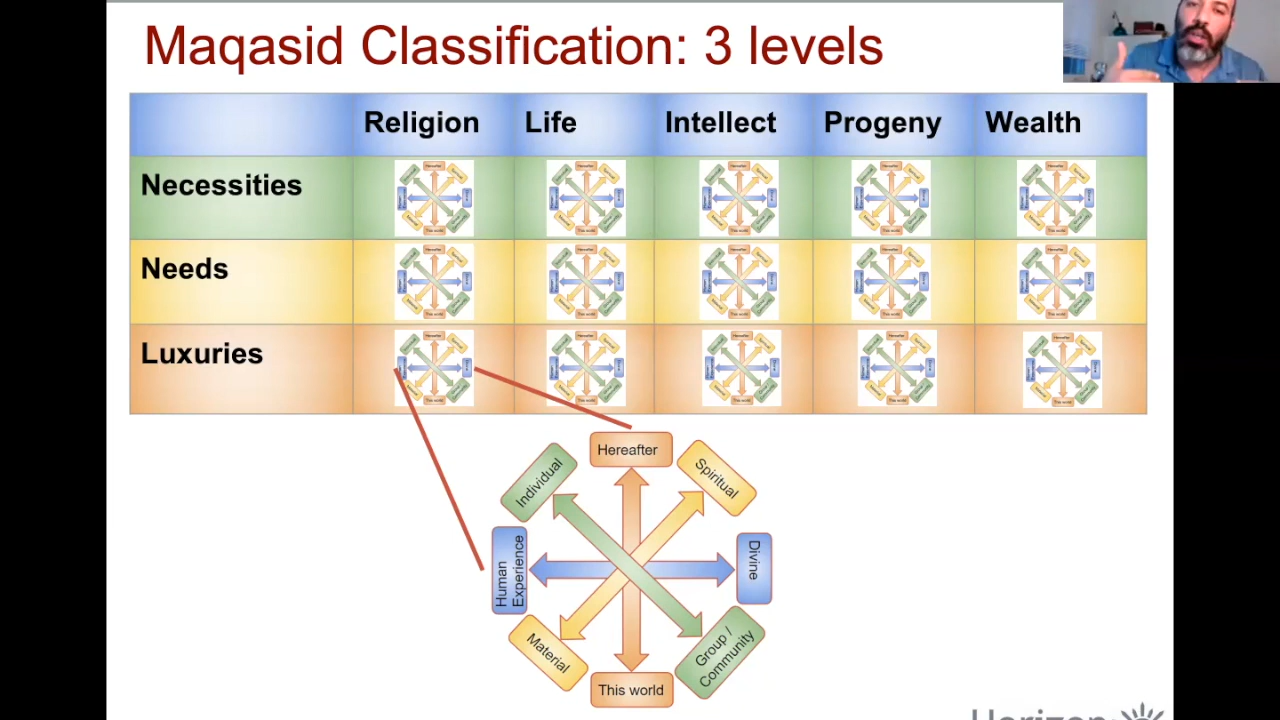 Maqasid Classification: 3 levels
Religion Life Intellect Progeny Wealth
Necessities
Needs
Luxuries
Hereafter
Individual
Spiritual
Human
Experience
Divine
Material
Group /
Community
This world